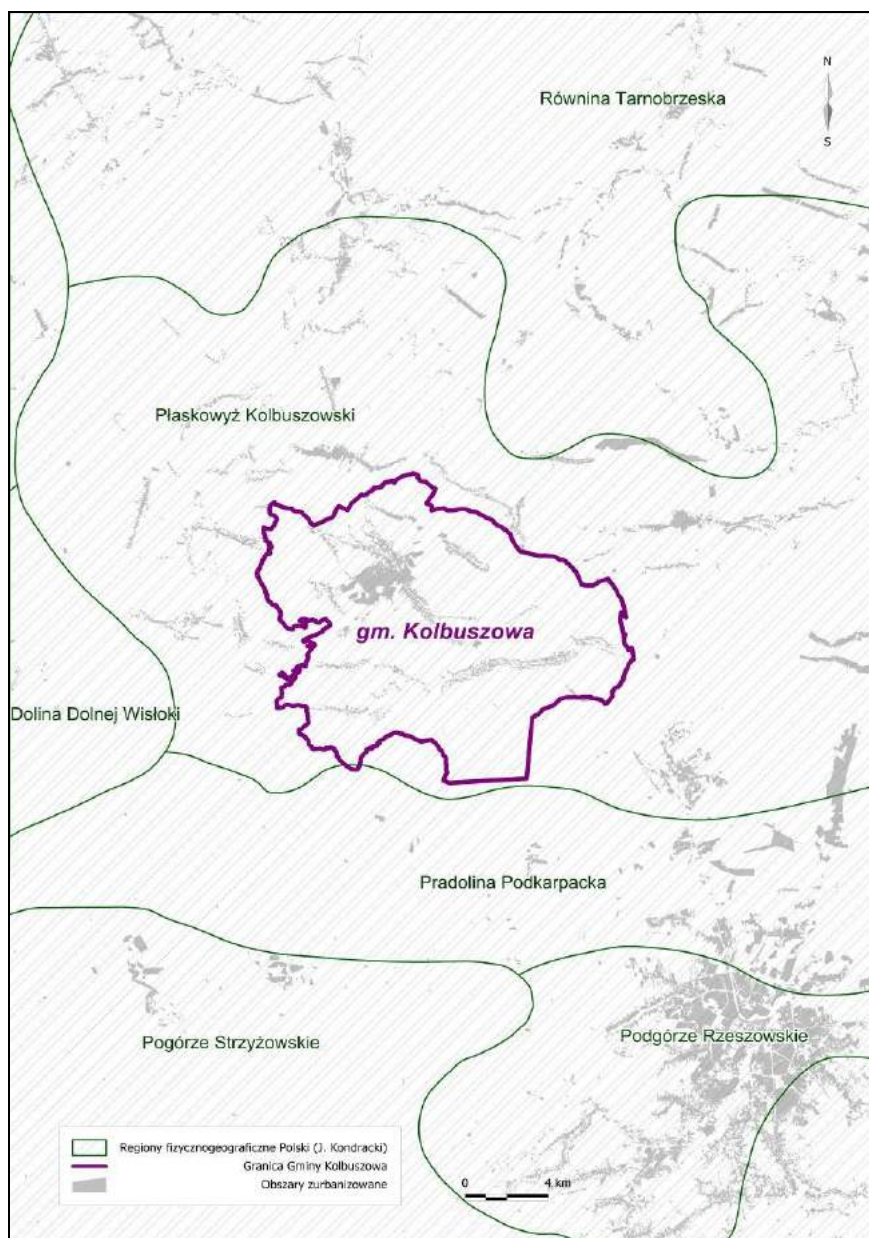 N
Równina Tarnobrzeska
S
Płaskowyż Kolbuszowski
gm. Kolbuszowa
Dolina Dolnej Wisłoki
Pradolina Podkarpacka
Pogórze Strzyżowskie
Podgórze Rzeszowskie
Regiony fizycznogeograficzne Polski (J. Kondracki)
Granica Gminy Kolbuszowa
Obszary zurbanizowane
0 4 km